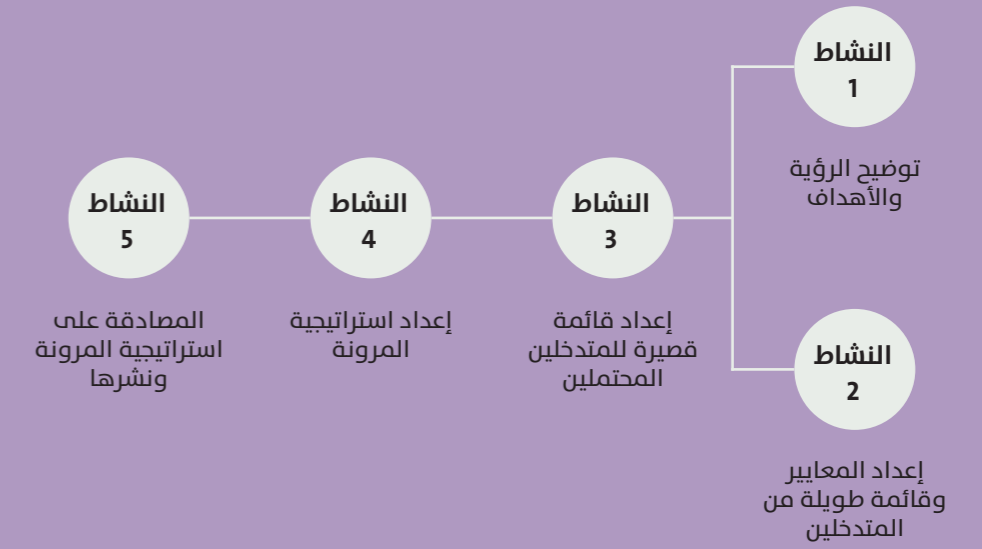 النشاط
1
توضيح الرؤية
والأهداف
النشاط
2
إعداد المعايير
وقائمة طويلة من
المتدخلين
النشاط
3
إعداد قائمة
قصيرة للمتدخلين
المحتملين
النشاط
4
إعداد استراتيجية
المرونة
النشاط
5
المصادقة على
استراتيجية المرونة
ونشرها